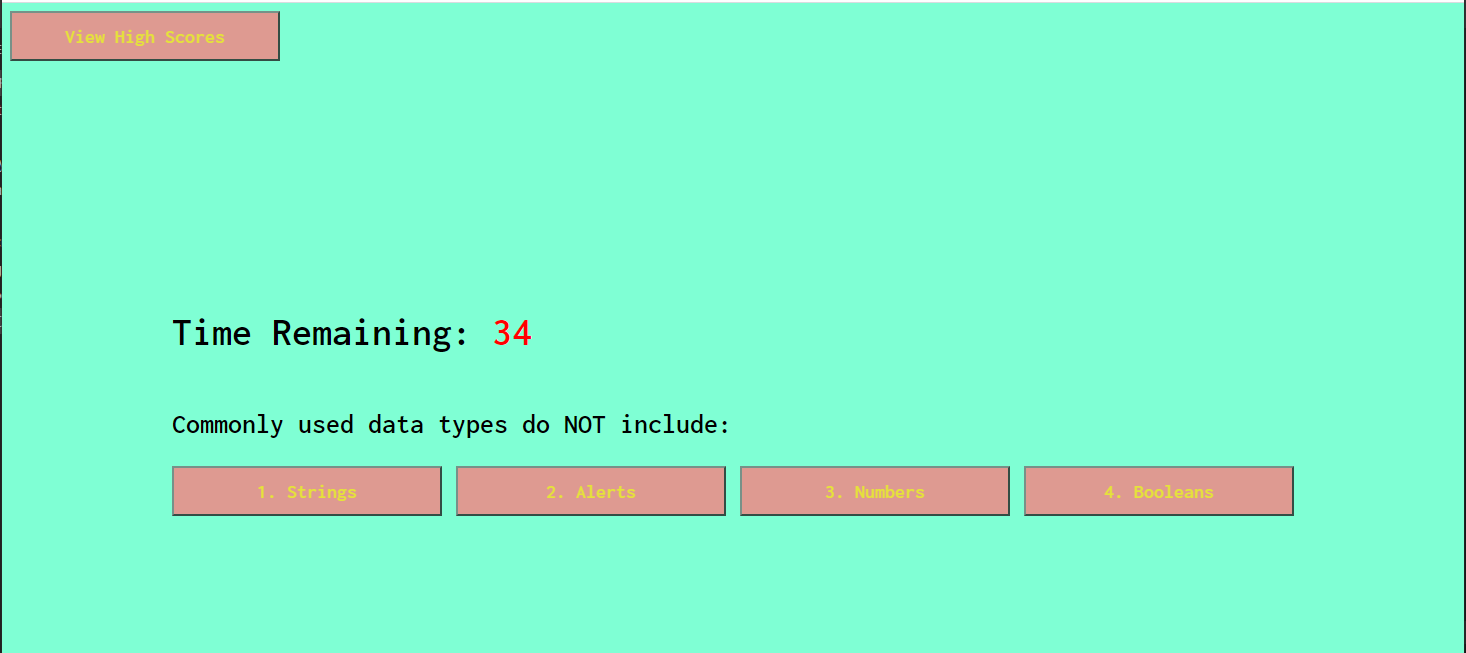 View High Scores
Time Remaining: 34
Commonly used data types do NOT include:
1. Strings
2. Alerts
3. Numbers
4. Booleans